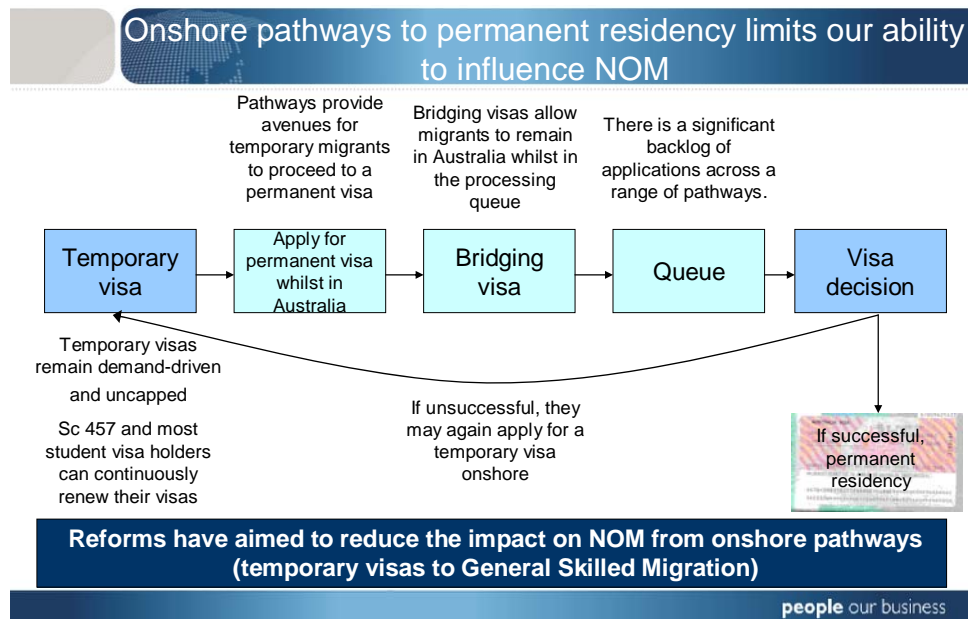 Onshore pathways to permanent residency limits our ability
to influence NOM
Pathways provide
avenues for
temporary migrants
to proceed to a
permanent visa
Bridging visas allow
migrants to remain
in Australia whilst in
the processing
queue
There is a significant
backlog of
applications across a
range of pathways.
Temporary
visa
Apply for
permanent visa
whilst in
Australia
Bridging
visa
Queue
Visa
decision
Temporary visas
remain demand-driven
and uncapped
Sc 457 and most
student visa holders
can continuously
renew their visas
If unsuccessful, they
may again apply for a
temporary visa
onshore
If successful,
permanent
residency
Reforms have aimed to reduce the impact on NOM from onshore pathways
(temporary visas to General Skilled Migration)
people our business